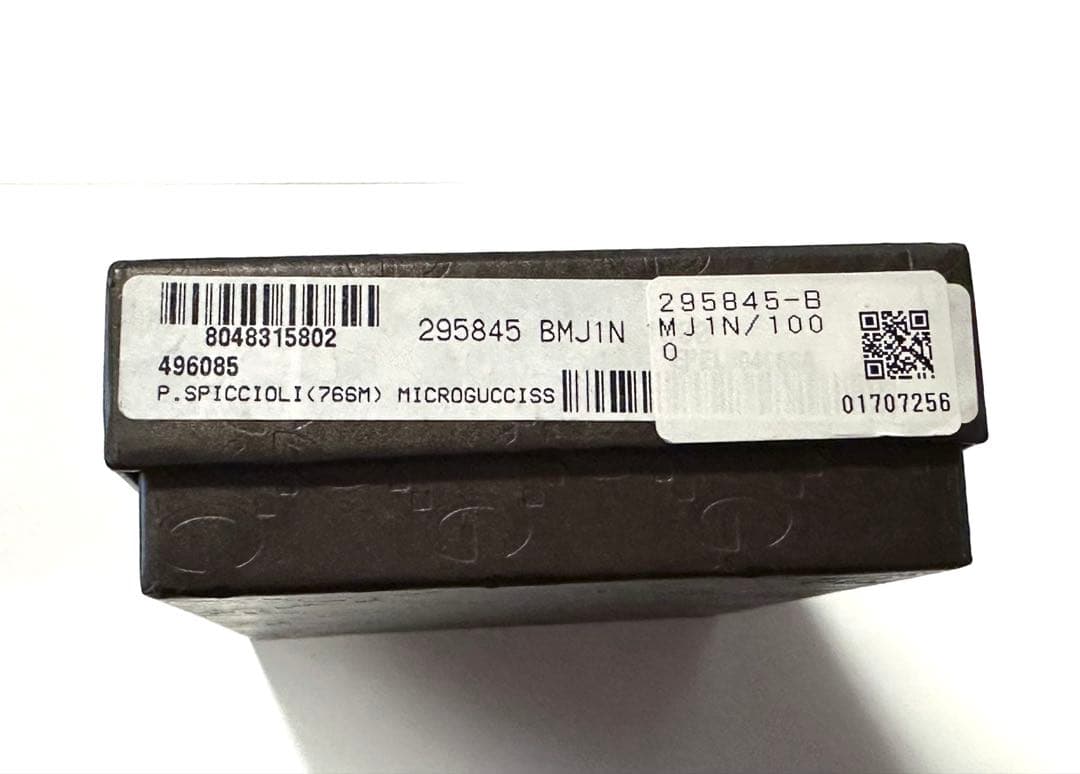 8048315802
295845 BMJ1N
496085
P.SPICCIOLI(766M) MICROGUCCISS
295845-B
MJ1N/100
0
01707256